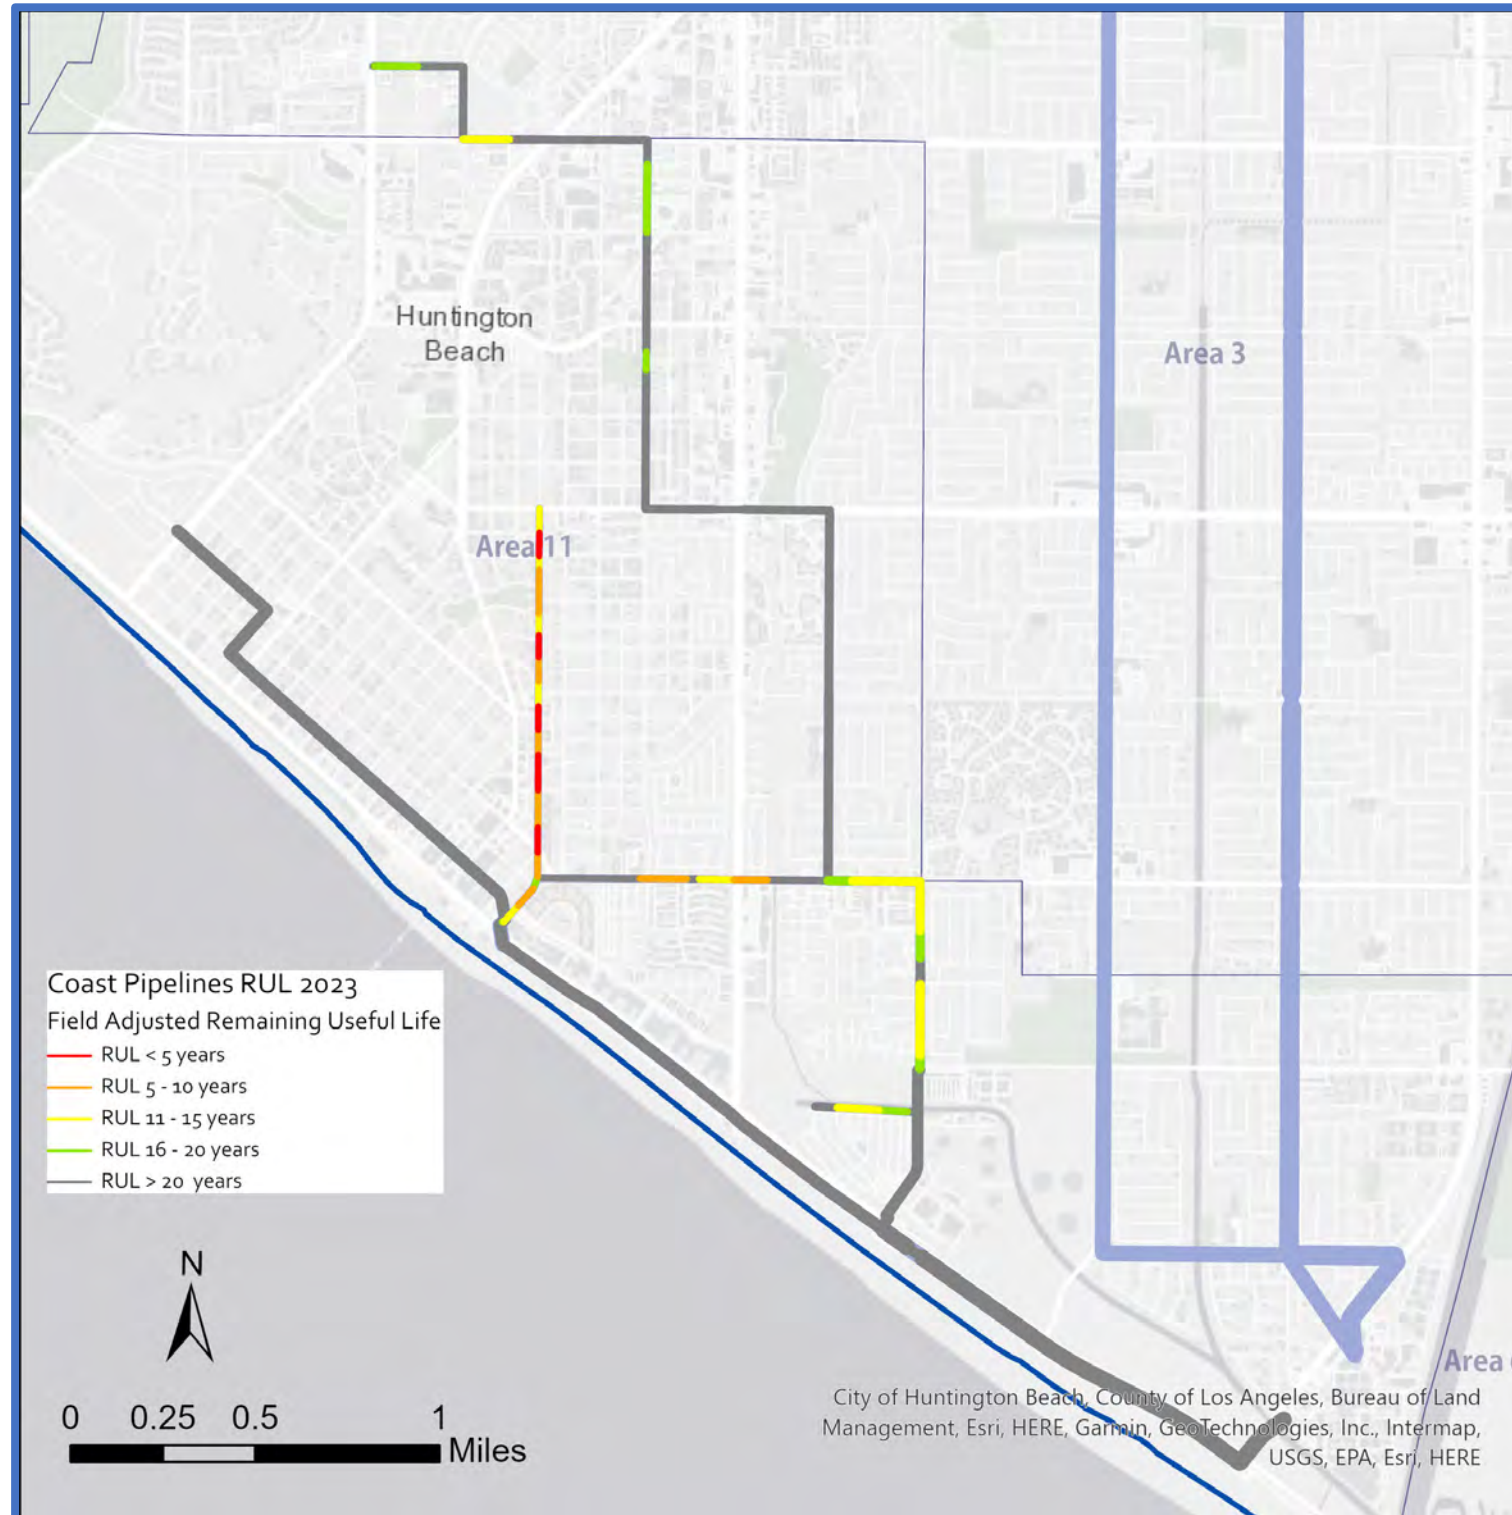 Huntington
Beach
Area 3
Area 11
Coast Pipelines RUL 2023
Field Adjusted Remaining Useful Life
RUL < 5 years
RUL 5 - 10 years
RUL 11 - 15 years
RUL 16 - 20 years
RUL > 20 years
N
0 0.25 0.5 1
Miles
Area
City of Huntington Beach, County of Los Angeles, Bureau of Land
Management, Esri, HERE, Garmin, GeoTechnologies, Inc., Intermap,
USGS, EPA, Esri, HERE